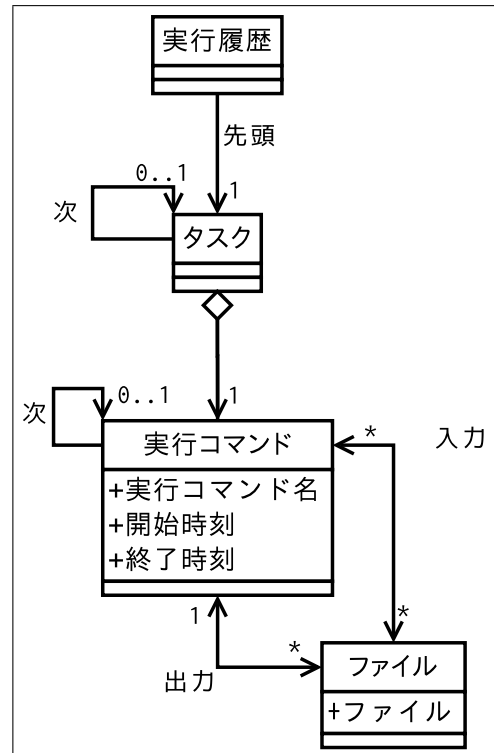 実行履歴
先頭
0..1
1
次
タスク
0..1
1
次
実行コマンド
*
入力
+実行コマンド名
+開始時刻
+終了時刻
1
*
*
出力
ファイル
+ファイル